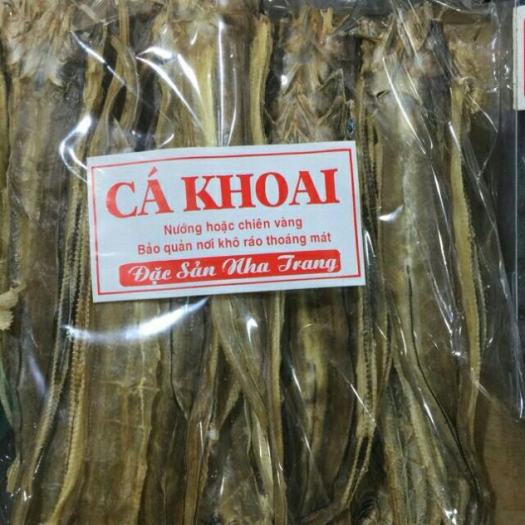 CÁ KHOAI
Nướng hoặc chiên vàng
Bảo quản nơi khô ráo thoáng mát
Đặc Sản Nha Trang